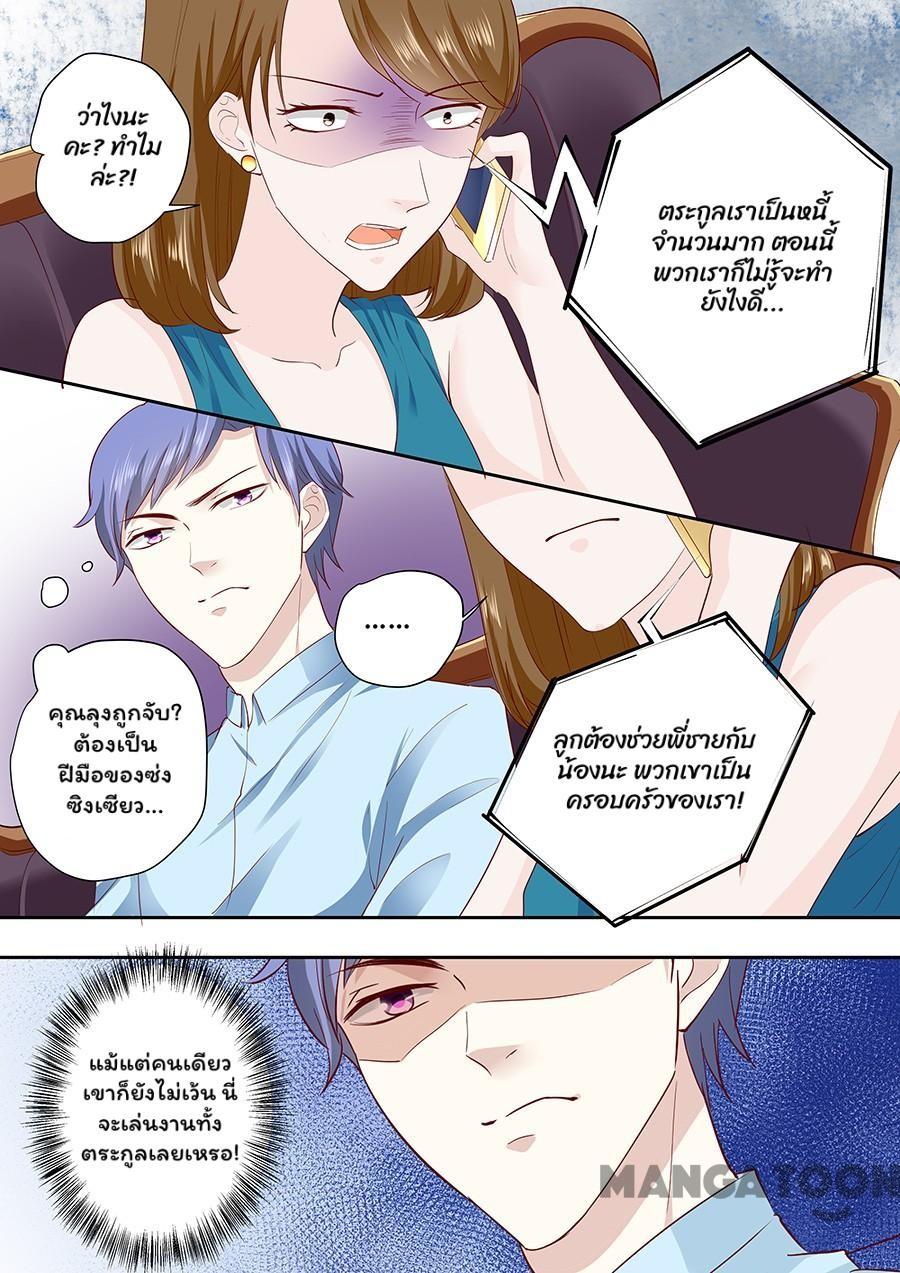 ว่าไงนะ
คะ? ทำไม
ล่ะ?!
ตระกูลเราเป็นหนี้
จำนวนมาก ตอนนี้
พวกเราก็ไม่รู้จะทำ
ยังไงดี...
......
คุณลุงถูกจับ?
ต้องเป็น
ฝีมือของซ่ง
ซิงเซียว...
ลูกต้องช่วยพี่ชายกับ
น้องนะ พวกเขาเป็น
ครอบครัวของเรา!
แม้แต่คนเดียว
เขาก็ยังไม่เว้น นี่
จะเล่นงานทั้ง
ตระกูลเลยเหรอ!
MANGATOON